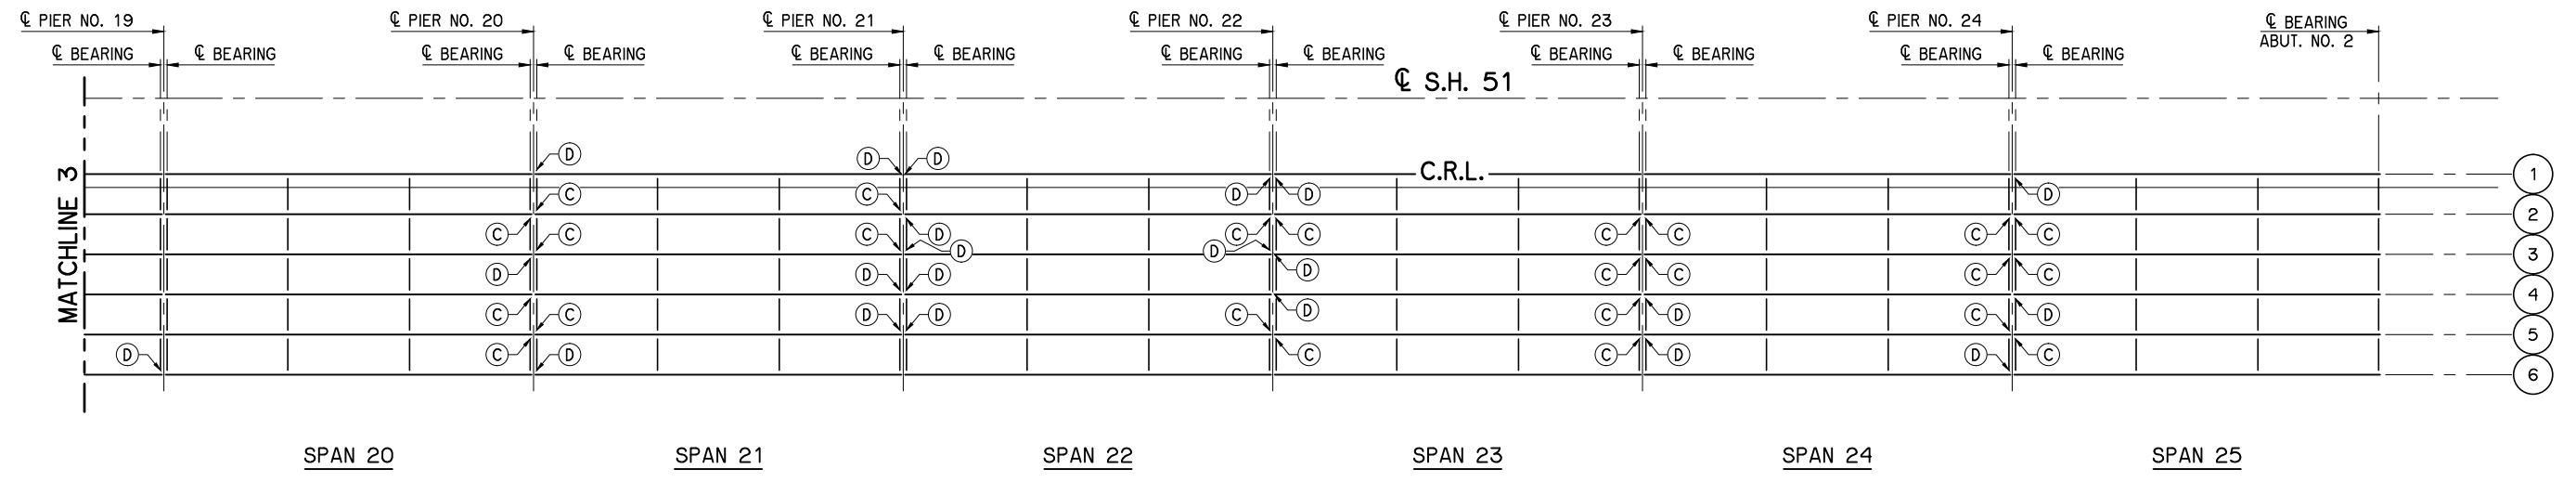 ℄ PIER NO. 19 ℄ PIER NO. 20 ℄ PIER NO. 21 ℄ PIER NO. 22 ℄ PIER NO. 23 ℄ PIER NO. 24 ℄ BEARING
ABUT. NO. 2
℄ BEARING ℄ BEARING ℄ BEARING ℄ BEARING ℄ BEARING ℄ BEARING ℄ BEARING ℄ BEARING ℄ BEARING ℄ BEARING ℄ BEARING ℄ BEARING
℄ S.H. 51
MATCHLINE 3
D D D
C.R.L. 1
C C D D D
2
C C C D C C C C C C
D D 3
D D D D C C C C
4
C C D D C D C D C D
5
D C D C C D D C
6
SPAN 20 SPAN 21 SPAN 22 SPAN 23 SPAN 24 SPAN 25